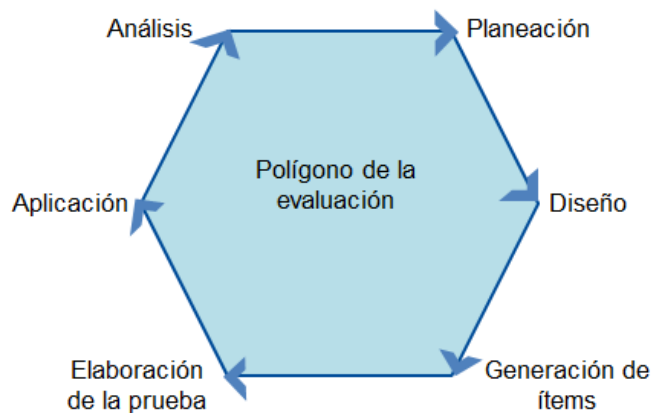 Análisis
Planeación
Polígono de la
evaluación
Aplicación
Diseño
Elaboración
de la prueba
Generación de
ítems